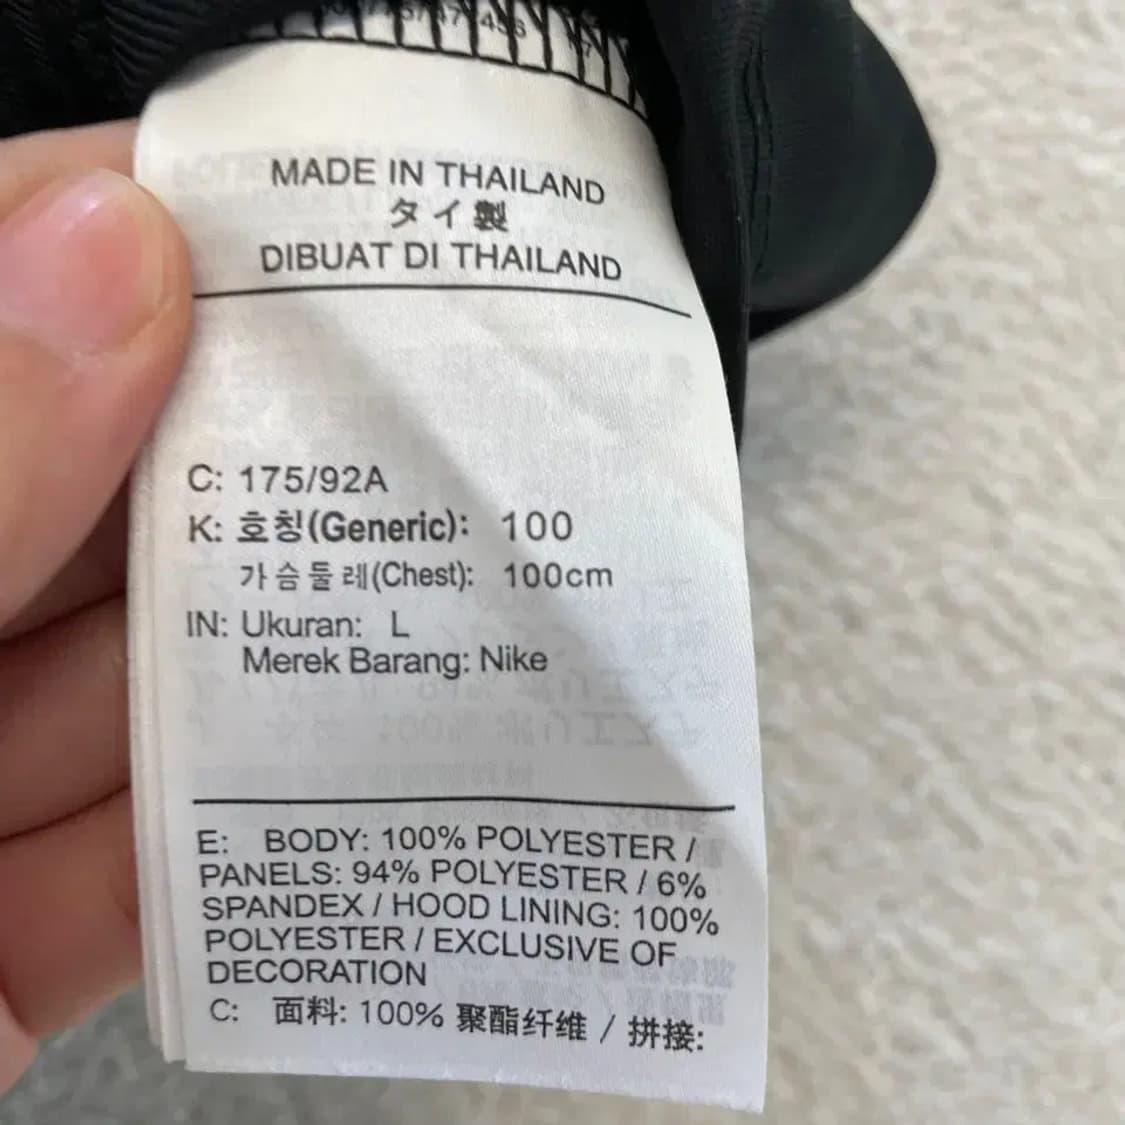 MADE IN THAILAND
タイ製
DIBUAT DI THAILAND
C: 175/92A
K: 호칭(Generic): 100
가슴둘레(Chest): 100cm
IN: Ukuran: L
Merek Barang: Nike
E: BODY: 100% POLYESTER /
PANELS: 94% POLYESTER / 6%
SPANDEX / HOOD LINING: 100%
POLYESTER / EXCLUSIVE OF
DECORATION
C: 面料: 100% 聚酯纤维 / 拼接: